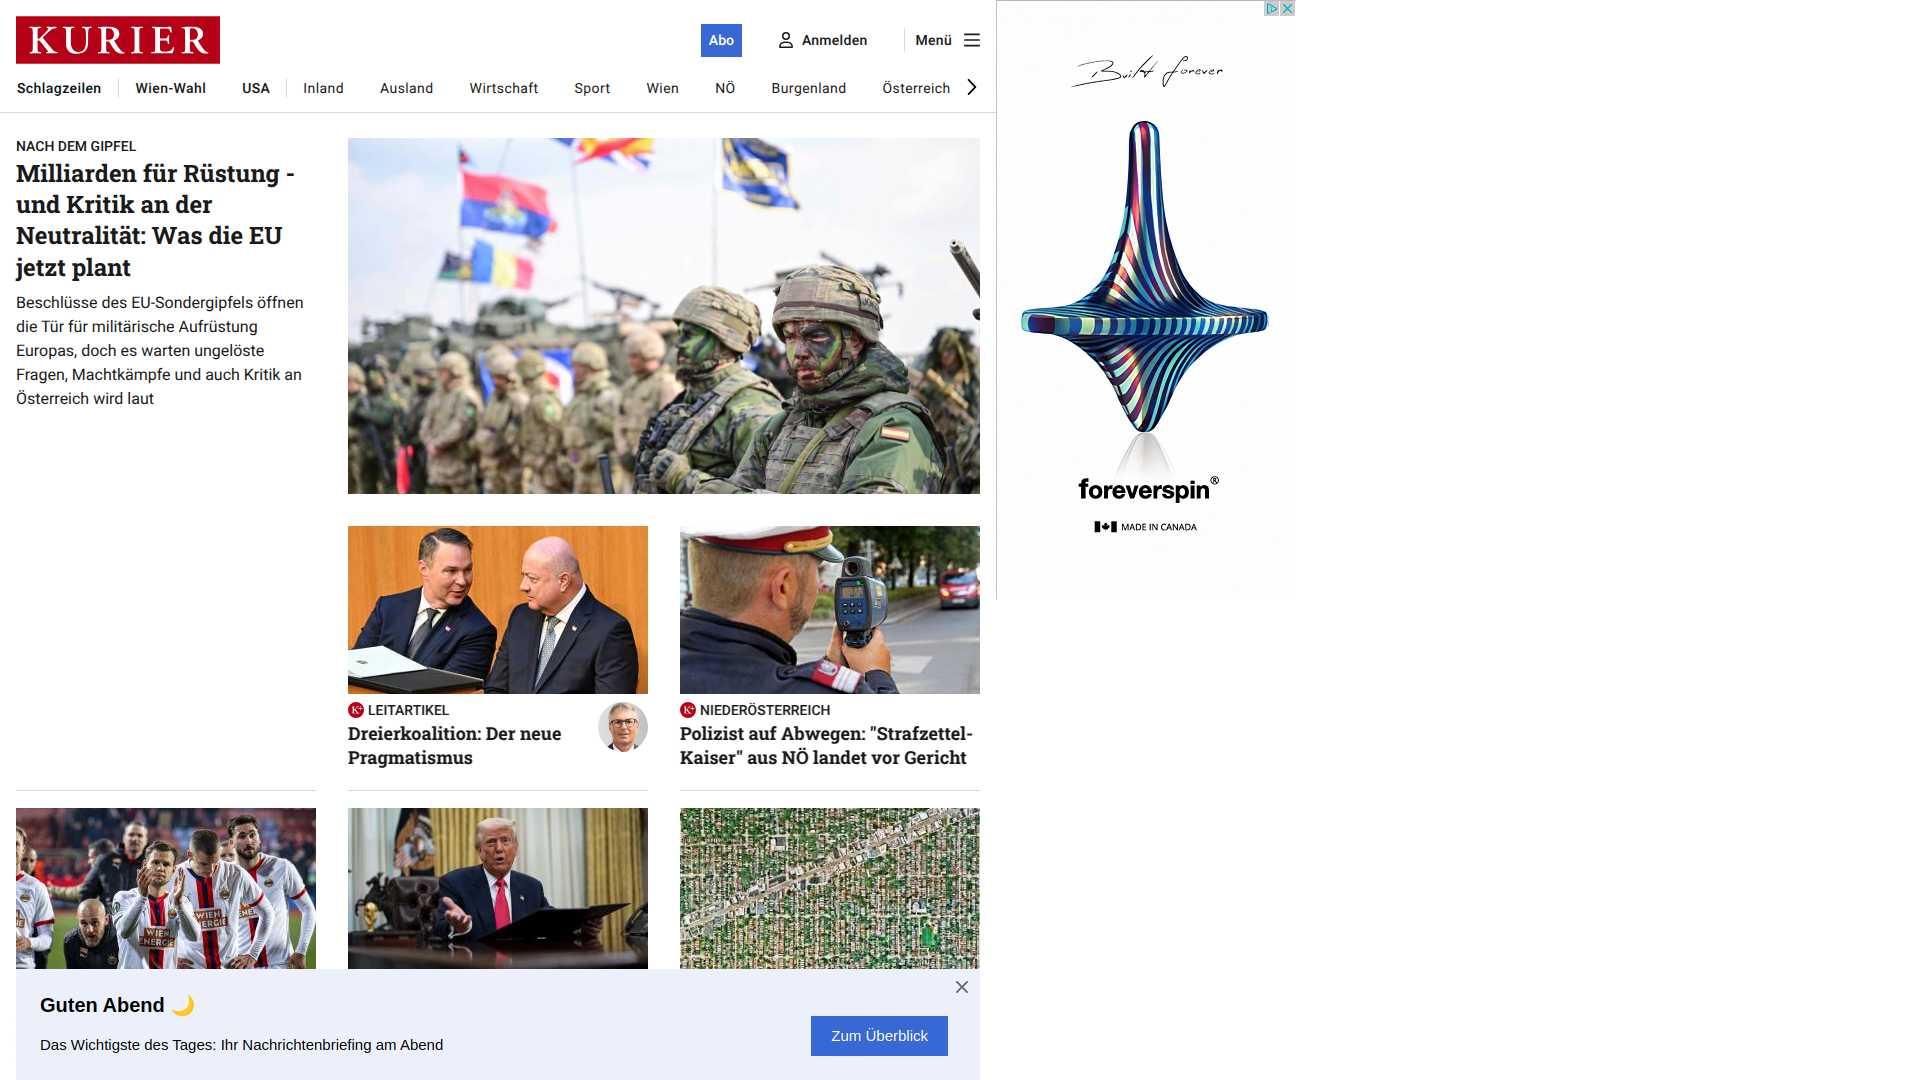 KURIER
Abo
Anmelden
Menü
Schlagzeilen
Wien-Wahl
USA
Inland
Ausland
Wirtschaft
Sport
Wien
NÖ
Burgenland
Österreich
NACH DEM GIPFEL
Milliarden für Rüstung -
und Kritik an der
Neutralität: Was die EU
jetzt plant
Beschlüsse des EU-Sondergipfels öffnen
die Tür für militärische Aufrüstung
Europas, doch es warten ungelöste
Fragen, Machtkämpfe und auch Kritik an
Österreich wird laut
K+ LEITARTIKEL
Dreierkoalition: Der neue
Pragmatismus
K+ NIEDERÖSTERREICH
Polizist auf Abwegen: "Strafzettel-
Kaiser" aus NÖ landet vor Gericht
WIEN
ENERGIE
WIEN
ENERGIE
Guten Abend
Das Wichtigste des Tages: Ihr Nachrichtenbriefing am Abend
Zum Überblick
Built forever
foreverspin®
MADE IN CANADA